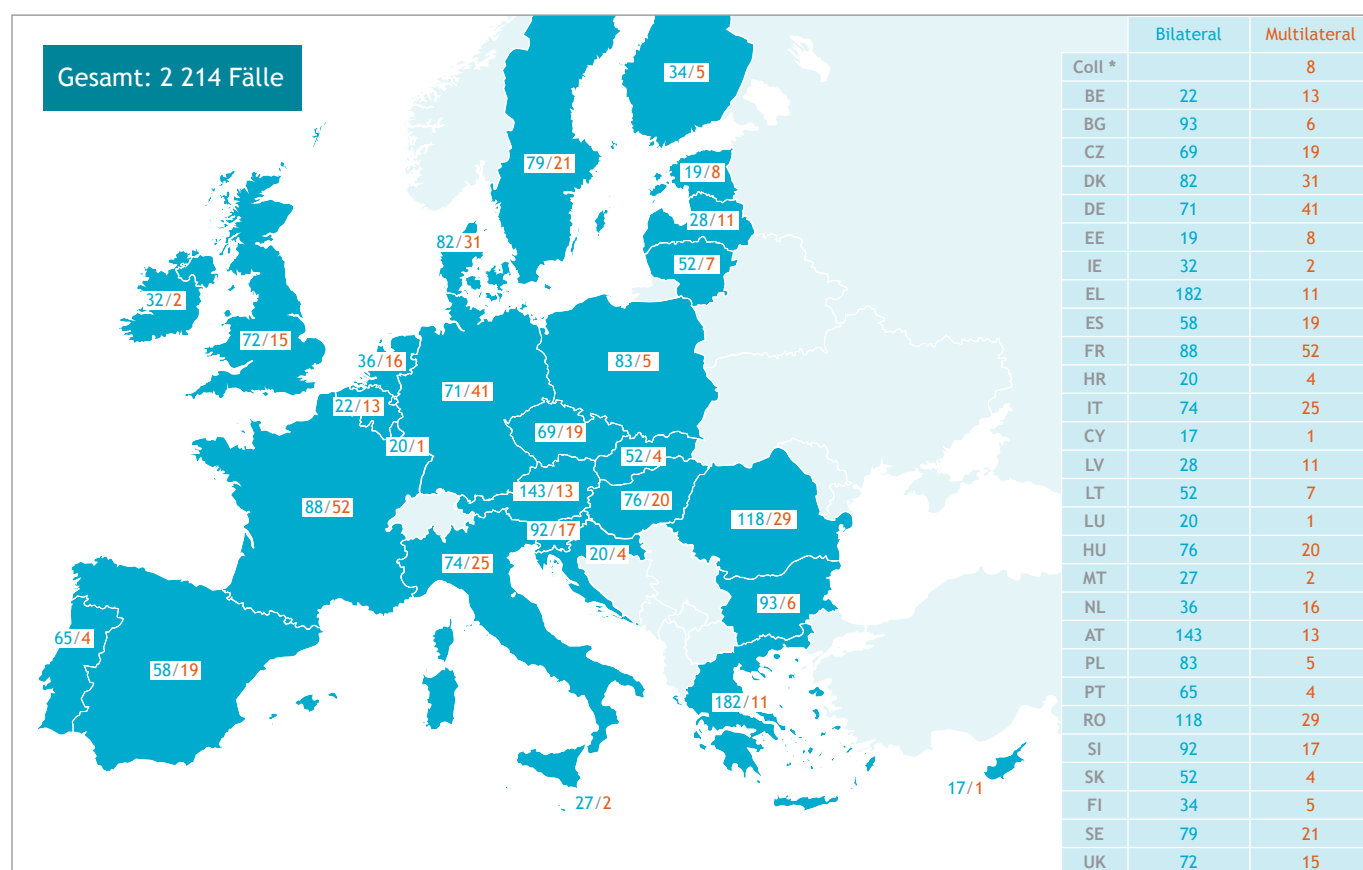 Gesamt: 2 214 Fälle
34/5
79/21
19/8
28/11
82/31
52/7
32/2
72/15
36/16
83/5
71/41
22/13
69/19
20/1
52/4
143/13
76/20
88/52
118/29
92/17
20/4
74/25
93/6
65/4
58/19
182/11
17/1
27/2
Bilateral Multilateral
Coll * 8
BE 22 13
BG 93 6
CZ 69 19
DK 82 31
DE 71 41
EE 19 8
IE 32 2
EL 182 11
ES 58 19
FR 88 52
HR 20 4
IT 74 25
CY 17 1
LV 28 11
LT 52 7
LU 20 1
HU 76 20
MT 27 2
NL 36 16
AT 143 13
PL 83 5
PT 65 4
RO 118 29
SI 92 17
SK 52 4
FI 34 5
SE 79 21
UK 72 15